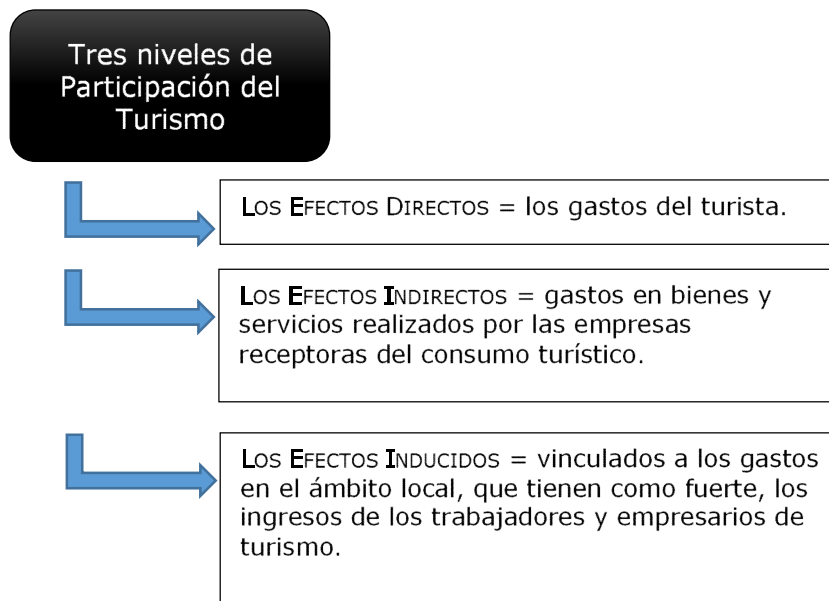 Tres niveles de
Participación del
Turismo
LOS EFECTOS DIRECTOS = los gastos del turista.
LOS EFECTOS INDIRECTOS = gastos en bienes y
servicios realizados por las empresas
receptoras del consumo turístico.
LOS EFECTOS INDUCIDOS = vinculados a los gastos
en el ámbito local, que tienen como fuerte, los
ingresos de los trabajadores y empresarios de
turismo.